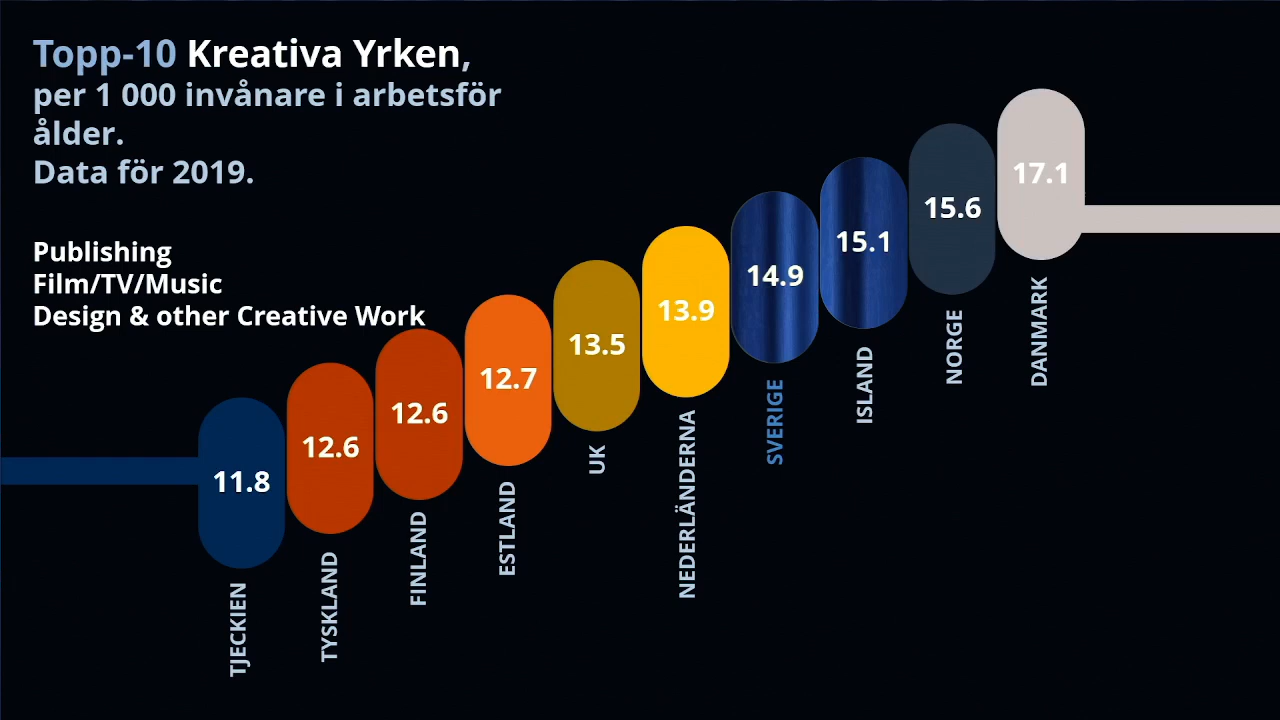 Topp-10 Kreativa Yrken,
per 1 000 invånare i arbetsför
ålder.
Data för 2019.
Publishing
Film/TV/Music
Design & other Creative Work
11.8
12.6
12.6
12.7
13.5
13.9
14.9
15.1
15.6
17.1
TJECKIEN
TYSKLAND
FINLAND
ESTLAND
UK
NEDERLÄNDERNA
SVERIGE
ISLAND
NORGE
DANMARK